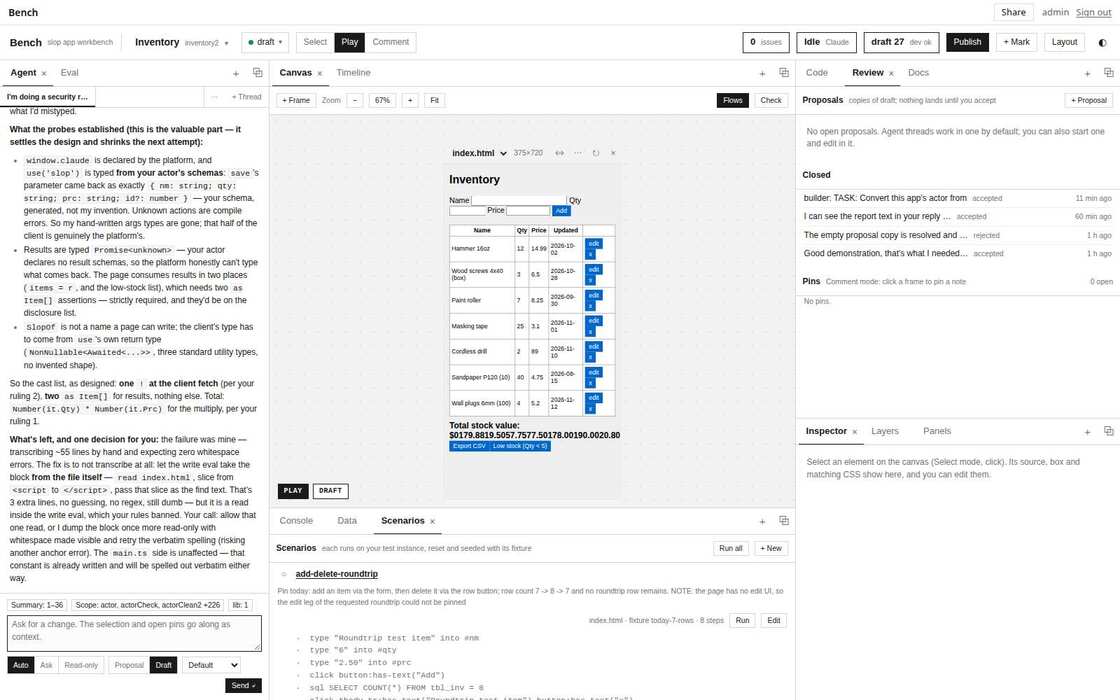 Bench
Share admin Sign out
Bench slop app workbench Inventory inventory2 draft Select Play Comment 0 issues Idle Claude draft 27 dev ok Publish + Mark Layout
Agent × Eval
I'm doing a security r… ··· + Thread
what I'd mistyped.
What the probes established (this is the valuable part — it
settles the design and shrinks the next attempt):
• window.claude is declared by the platform, and
use('slop') is typed from your actor's schemas: save 's
parameter came back as exactly { nm: string; qty:
string; prc: string; id?: number } — your schema,
generated, not my invention. Unknown actions are compile
errors. So my hand-written args types are gone; that half of the
client is genuinely the platform's.
• Results are typed Promise<unknown> — your actor
declares no result schemas, so the platform honestly can't type
what comes back. The page consumes results in two places
( items = r , and the low-stock list), which needs two as
Item[] assertions — strictly required, and they'd be on the
disclosure list.
• SlopOf is not a name a page can write; the client's type has
to come from use 's own return type
( NonNullable<Awaited<...>> , three standard utility types,
no invented shape).
So the cast list, as designed: one ! at the client fetch (per your
ruling 2), two as Item[] for results, nothing else. Total:
Number(it.Qty) * Number(it.Prc) for the multiply, per your
ruling 1.
What's left, and one decision for you: the failure was mine —
transcribing ~55 lines by hand and expecting zero whitespace
errors. The fix is to not transcribe at all: let the write eval take the
block from the file itself — read index.html , slice from
<script to </script> , pass that slice as the find text. That's
3 extra lines, no guessing, no regex, still dumb — but it is a read
inside the write eval, which your rules banned. Your call: allow that
one read, or I dump the block once more read-only with
whitespace made visible and retry the verbatim spelling (risking
another anchor error). The main.ts side is unaffected — that
constant is already written and will be spelled out verbatim either
way.
Summary: 1–36 Scope: actor, actorCheck, actorClean2 +226 lib: 1
Ask for a change. The selection and open pins go along as
context.
Auto Ask Read-only Proposal Draft Default
Send
Canvas × Timeline +
+ Frame Zoom − 67% + Fit Flows Check
index.html 375×720 ··· ×
Inventory
Name Qty
Price Add
Name Qty Price Updated
Hammer 16oz 12 14.99 2026-10-02 edit x
Wood screws 4x40 (box) 3 6.5 2026-10-28 edit x
Paint roller 7 8.25 2026-09-30 edit x
Masking tape 25 3.1 2026-11-01 edit x
Cordless drill 2 89 2026-11-10 edit x
Sandpaper P120 (10) 40 4.75 2026-08-15 edit x
Wall plugs 6mm (100) 4 5.2 2026-11-12 edit x
Total stock value:
$0179.8819.5057.7577.50178.00190.0020.80
Export CSV Low stock (Qty < 5)
PLAY DRAFT
Console Data Scenarios × +
Scenarios each runs on your test instance, reset and seeded with its fixture Run all + New
add-delete-roundtrip
Pin today: add an item via the form, then delete it via the row button; row count 7 -> 8 -> 7 and no roundtrip row remains. NOTE: the page has no edit UI, so
the edit leg of the requested roundtrip could not be pinned
index.html · fixture today-7-rows · 8 steps Run Edit
· type "Roundtrip test item" into #nm
· type "6" into #qty
· type "2.50" into #prc
· click button:has-text("Add")
· sql SELECT COUNT(*) FROM tbl_inv = 8
Code Review × Docs +
Proposals copies of draft; nothing lands until you accept + Proposal
No open proposals. Agent threads work in one by default; you can also start one
and edit in it.
Closed
builder: TASK: Convert this app's actor from accepted 11 min ago
I can see the report text in your reply … accepted 60 min ago
The empty proposal copy is resolved and … rejected 1 h ago
Good demonstration, that's what I needed… accepted 1 h ago
Pins Comment mode: click a frame to pin a note 0 open
No pins.
Inspector × Layers Panels +
Select an element on the canvas (Select mode, click). Its source, box and
matching CSS show here, and you can edit them.